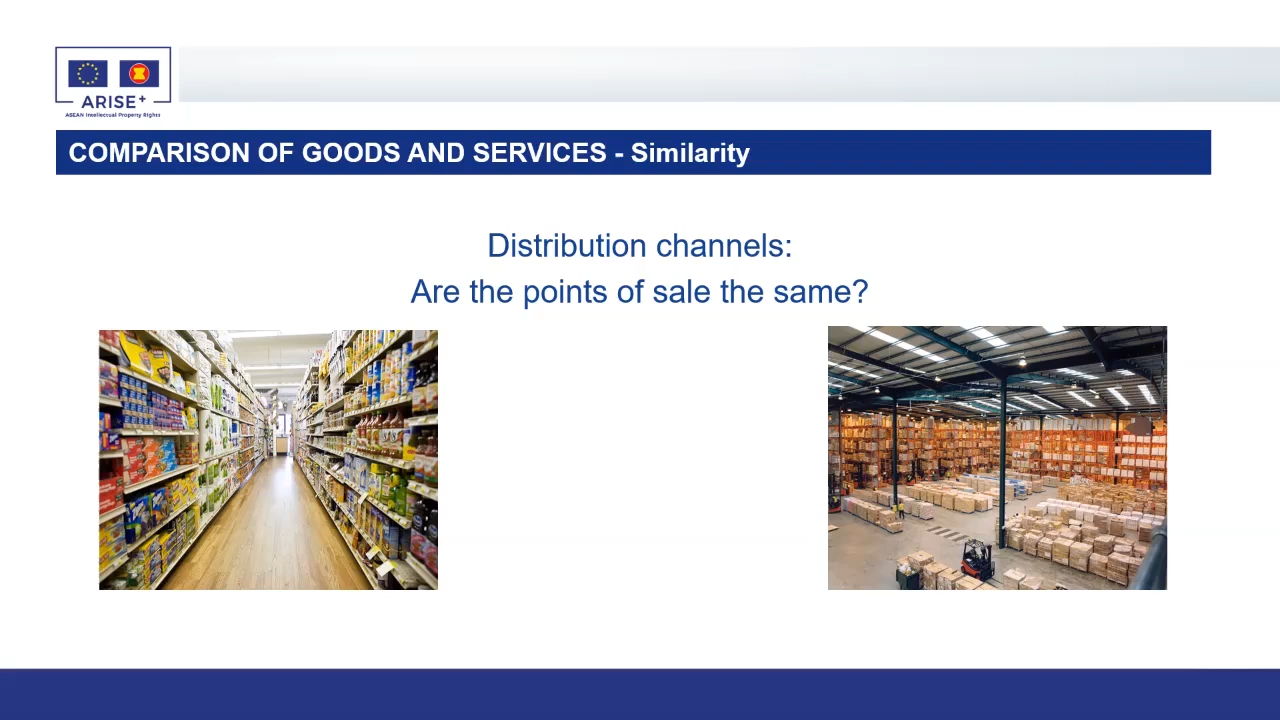 ARISE+
ASEAN Intellectual Property Rights
COMPARISON OF GOODS AND SERVICES - Similarity
Distribution channels:
Are the points of sale the same?